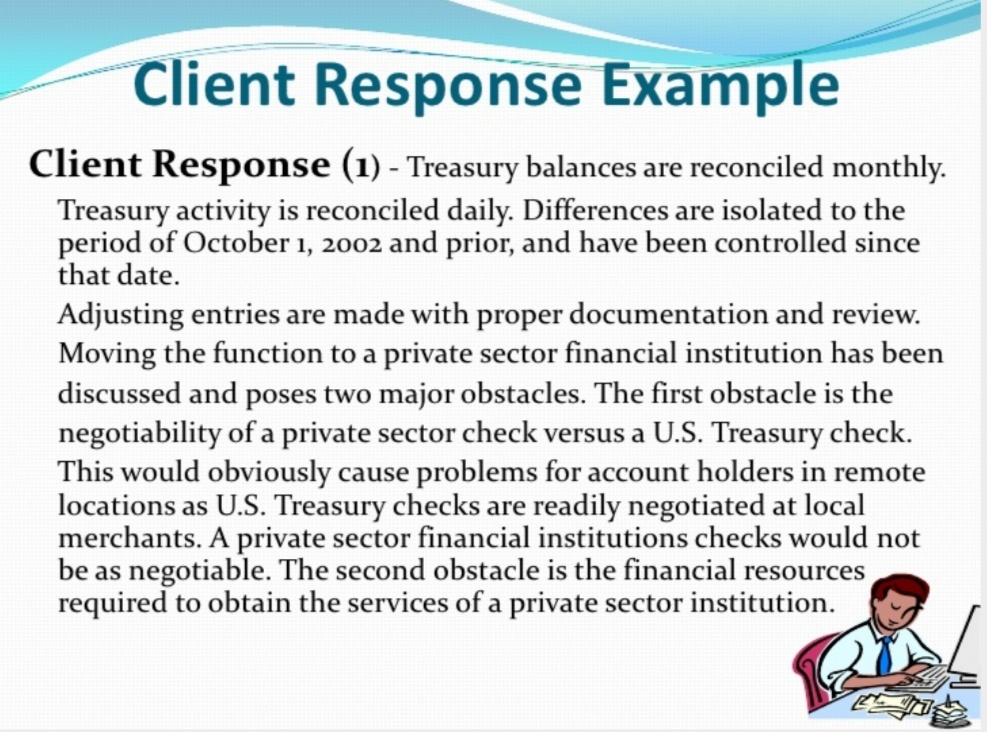 Client Response Example
Client Response (1) - Treasury balances are reconciled monthly.
Treasury activity is reconciled daily. Differences are isolated to the
period of October 1, 2002 and prior, and have been controlled since
that date.
Adjusting entries are made with proper documentation and review.
Moving the function to a private sector financial institution has been
discussed and poses two major obstacles. The first obstacle is the
negotiability of a private sector check versus a U.S. Treasury check.
This would obviously cause problems for account holders in remote
locations as U.S. Treasury checks are readily negotiated at local
merchants. A private sector financial institutions checks would not
be as negotiable. The second obstacle is the financial resources
required to obtain the services of a private sector institution.